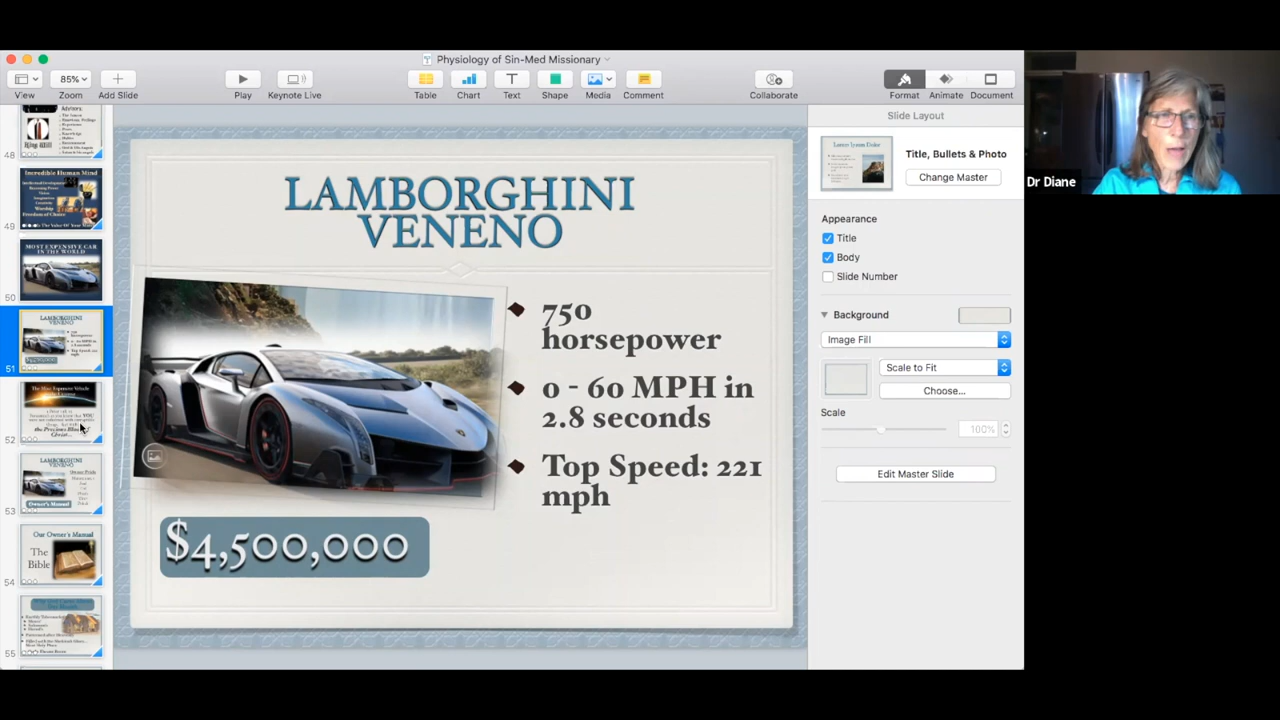 Physiology of Sin-Med Missionary
85%
View
Zoom
Add Slide
Play
Keynote Live
Table
Chart
Text
Shape
Media
Comment
Collaborate
Format
Animate
Document
48
Incredible Human Mind
Freedom of Choice
49
MOST EXPENSIVE CAR
IN THE WORLD
50
LAMBORGHINI
VENENO
51
52
LAMBORGHINI
VENENO
Owner's Manual
53
Our Owner's Manual
The
Bible
54
55
LAMBORGHINI
VENENO
750
horsepower
0 - 60 MPH in
2.8 seconds
Top Speed: 221
mph
$4,500,000
Slide Layout
Title, Bullets & Photo
Change Master
Appearance
Title
Body
Slide Number
Background
Image Fill
Scale to Fit
Choose...
Scale
100%
Edit Master Slide
Dr Diane